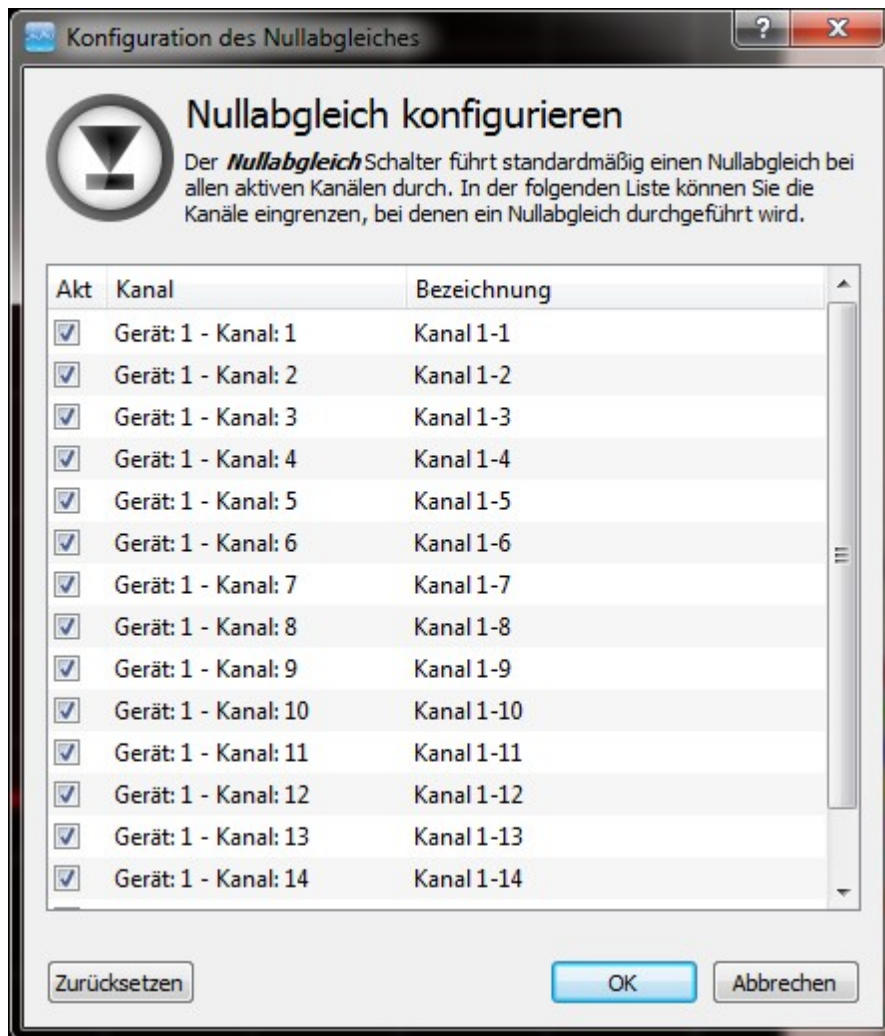 Konfiguration des Nullabgleiches
?
X
Nullabgleich konfigurieren
Der Nullabgleich Schalter führt standardmäßig einen Nullabgleich bei
allen aktiven Kanälen durch. In der folgenden Liste können Sie die
Kanäle eingrenzen, bei denen ein Nullabgleich durchgeführt wird.
Akt Kanal Bezeichnung
Gerät: 1 - Kanal: 1 Kanal 1-1
Gerät: 1 - Kanal: 2 Kanal 1-2
Gerät: 1 - Kanal: 3 Kanal 1-3
Gerät: 1 - Kanal: 4 Kanal 1-4
Gerät: 1 - Kanal: 5 Kanal 1-5
Gerät: 1 - Kanal: 6 Kanal 1-6
Gerät: 1 - Kanal: 7 Kanal 1-7
Gerät: 1 - Kanal: 8 Kanal 1-8
Gerät: 1 - Kanal: 9 Kanal 1-9
Gerät: 1 - Kanal: 10 Kanal 1-10
Gerät: 1 - Kanal: 11 Kanal 1-11
Gerät: 1 - Kanal: 12 Kanal 1-12
Gerät: 1 - Kanal: 13 Kanal 1-13
Gerät: 1 - Kanal: 14 Kanal 1-14
Zurücksetzen OK Abbrechen